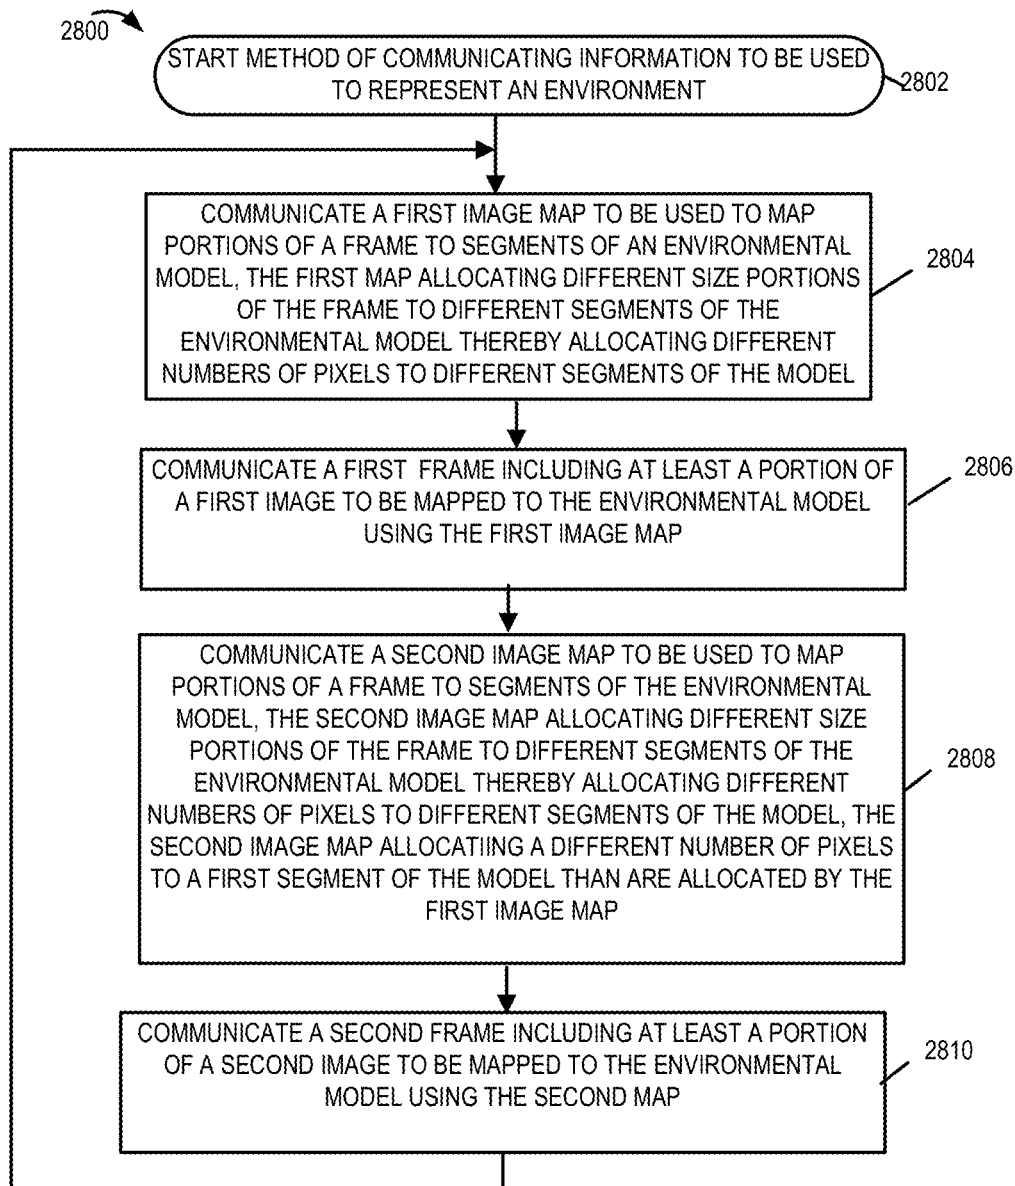 2800
START METHOD OF COMMUNICATING INFORMATION TO BE USED
TO REPRESENT AN ENVIRONMENT
2802
COMMUNICATE A FIRST IMAGE MAP TO BE USED TO MAP
PORTIONS OF A FRAME TO SEGMENTS OF AN ENVIRONMENTAL
MODEL, THE FIRST MAP ALLOCATING DIFFERENT SIZE PORTIONS
OF THE FRAME TO DIFFERENT SEGMENTS OF THE
ENVIRONMENTAL MODEL THEREBY ALLOCATING DIFFERENT
NUMBERS OF PIXELS TO DIFFERENT SEGMENTS OF THE MODEL
2804
COMMUNICATE A FIRST FRAME INCLUDING AT LEAST A PORTION OF
A FIRST IMAGE TO BE MAPPED TO THE ENVIRONMENTAL MODEL
USING THE FIRST IMAGE MAP
2806
COMMUNICATE A SECOND IMAGE MAP TO BE USED TO MAP
PORTIONS OF A FRAME TO SEGMENTS OF THE ENVIRONMENTAL
MODEL, THE SECOND IMAGE MAP ALLOCATING DIFFERENT SIZE
PORTIONS OF THE FRAME TO DIFFERENT SEGMENTS OF THE
ENVIRONMENTAL MODEL THEREBY ALLOCATING DIFFERENT
NUMBERS OF PIXELS TO DIFFERENT SEGMENTS OF THE MODEL, THE
SECOND IMAGE MAP ALLOCATIING A DIFFERENT NUMBER OF PIXELS
TO A FIRST SEGMENT OF THE MODEL THAN ARE ALLOCATED BY THE
FIRST IMAGE MAP
2808
COMMUNICATE A SECOND FRAME INCLUDING AT LEAST A PORTION
OF A SECOND IMAGE TO BE MAPPED TO THE ENVIRONMENTAL
MODEL USING THE SECOND MAP
2810